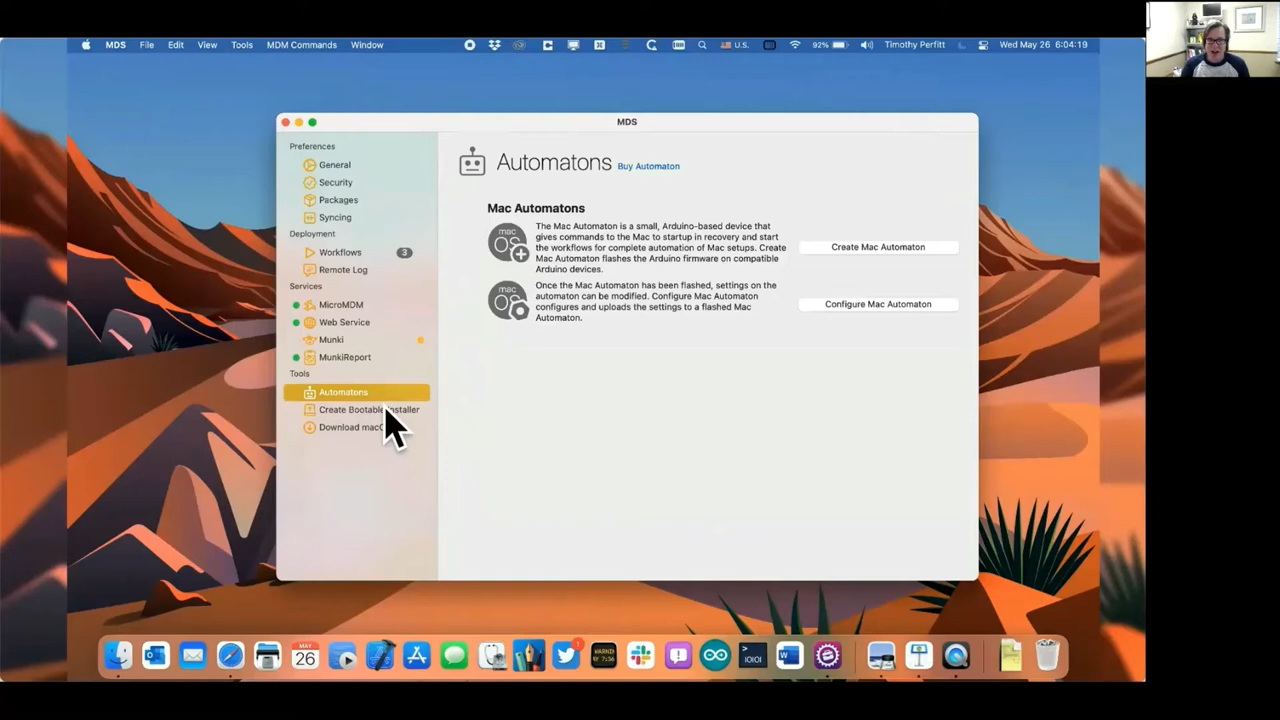 MDS File Edit View Tools MDM Commands Window U.S. 92% Timothy Perfitt Wed May 26 6:04:19
MDS
Preferences
General
Security
Packages
Syncing
Deployment
Workflows 3
Remote Log
Services
MicroMDM
Web Service
Munki
MunkiReport
Tools
Automatons
Create Bootable
Download
Automatons Buy Automaton
Mac Automatons
mac
OS
The Mac Automaton is a small, Arduino-based device that
gives commands to the Mac to startup in recovery and start
the workflows for complete automation of Mac setups. Create
Mac Automaton flashes the Arduino firmware on compatible
Arduino devices.
Create Mac Automaton
mac
OS
Once the Mac Automaton has been flashed, settings on the
automaton can be modified. Configure Mac Automaton
configures and uploads the settings to a flashed Mac
Automaton.
Configure Mac Automaton
MAY
26
1